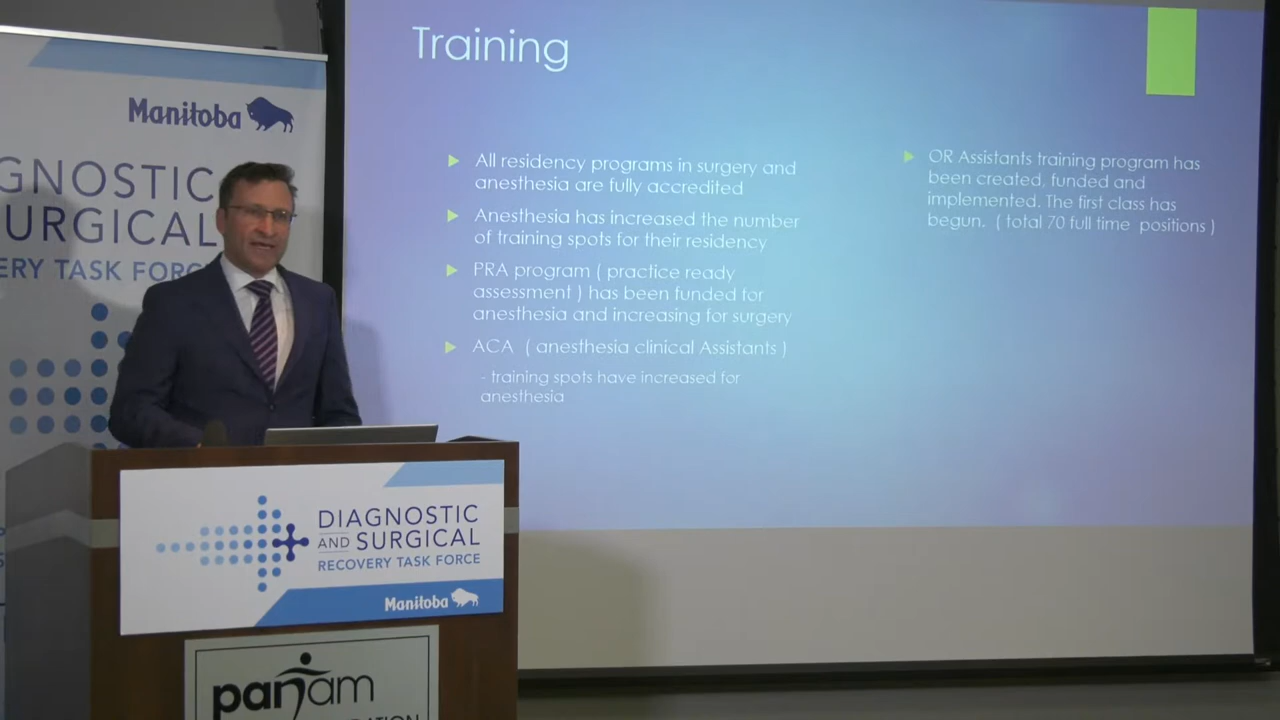 Manitoba
GNOSTIC
URGICAL
ERY TASK FORC
Training
All residency programs in surgery and
anesthesia are fully accredited
Anesthesia has increased the number
of training spots for their residency
PRA program ( practice ready
assessment ) has been funded for
anesthesia and increasing for surgery
ACA ( anesthesia clinical Assistants )
- training spots have increased for
anesthesia
OR Assistants training program has
been created, funded and
implemented. The first class has
begun. ( total 70 full time positions )
DIAGNOSTIC
AND SURGICAL
RECOVERY TASK FORCE
Manitoba
panam